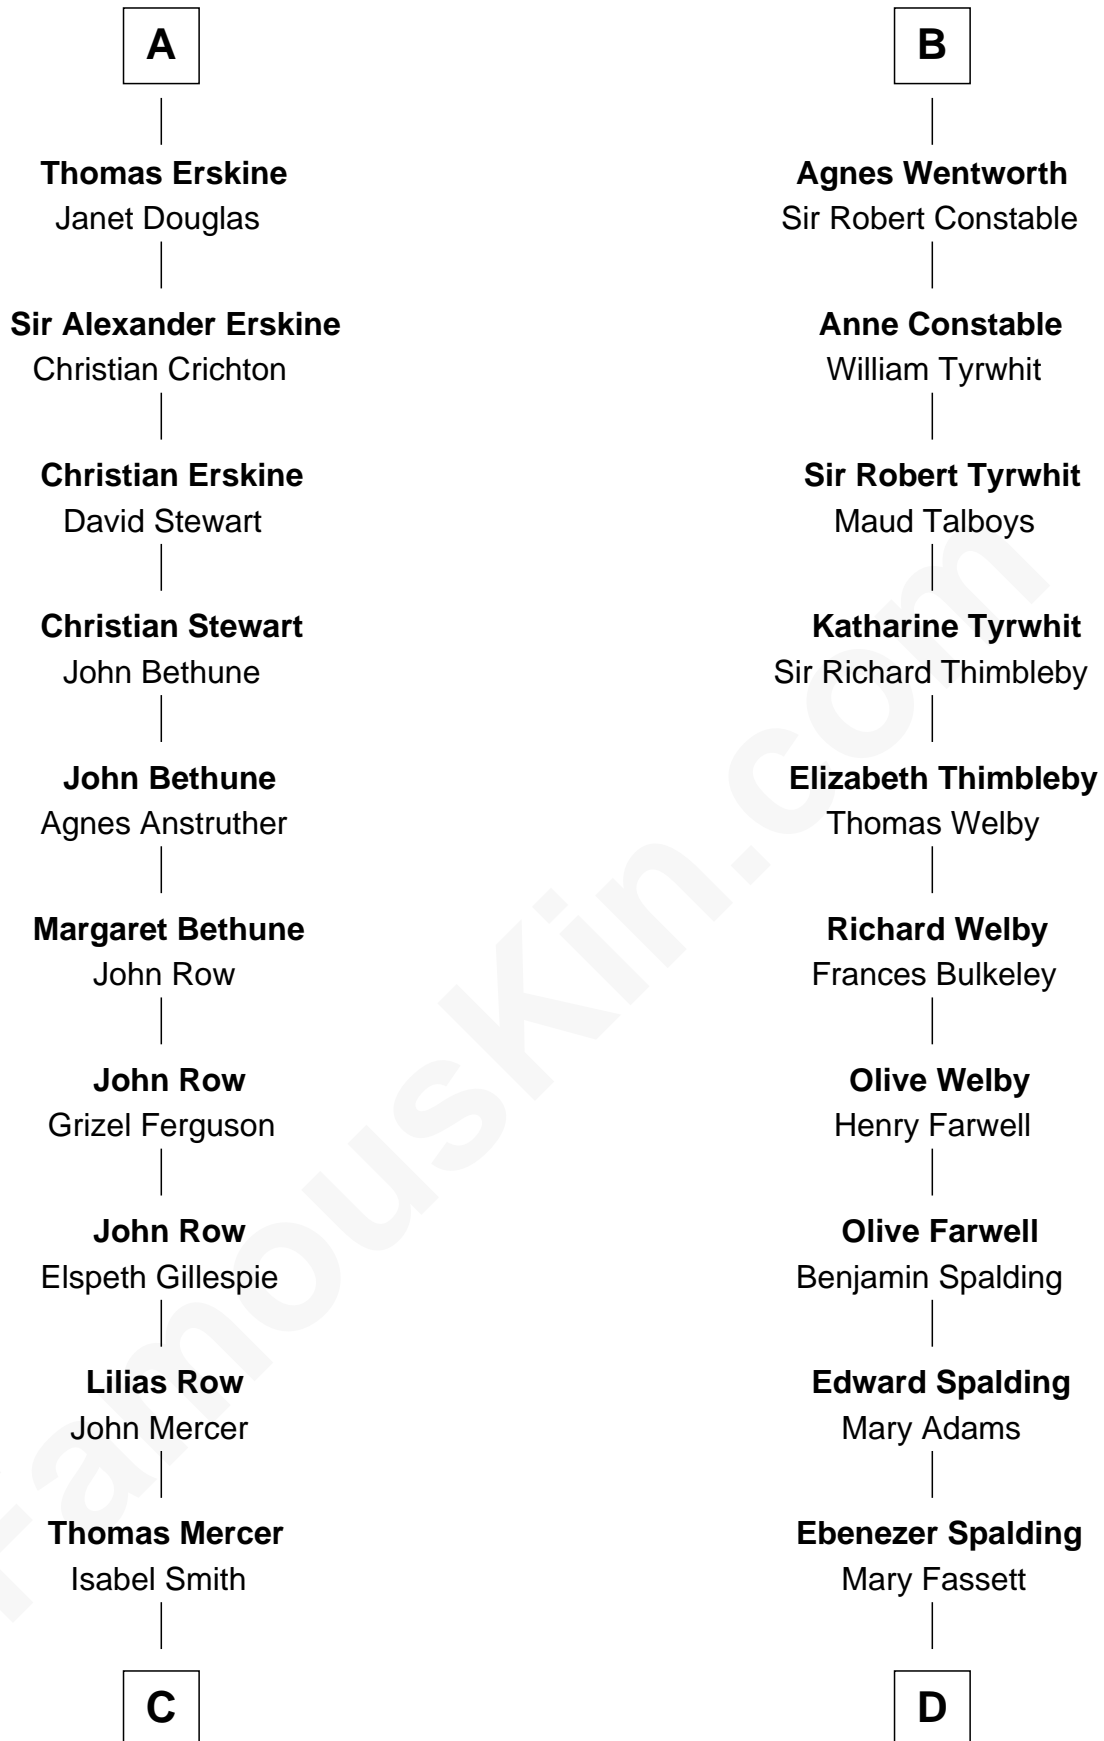 A
Thomas Erskine
Janet Douglas
Sir Alexander Erskine
Christian Crichton
Christian Erskine
David Stewart
Christian Stewart
John Bethune
John Bethune
Agnes Anstruther
Margaret Bethune
John Row
John Row
Grizel Ferguson
John Row
Elspeth Gillespie
Lilias Row
John Mercer
Thomas Mercer
Isabel Smith
C
B
Agnes Wentworth
Sir Robert Constable
Anne Constable
William Tyrwhit
Sir Robert Tyrwhit
Maud Talboys
Katharine Tyrwhit
Sir Richard Thimbleby
Elizabeth Thimbleby
Thomas Welby
Richard Welby
Frances Bulkeley
Olive Welby
Henry Farwell
Olive Farwell
Benjamin Spalding
Edward Spalding
Mary Adams
Ebenezer Spalding
Mary Fassett
D
FamousKin.com